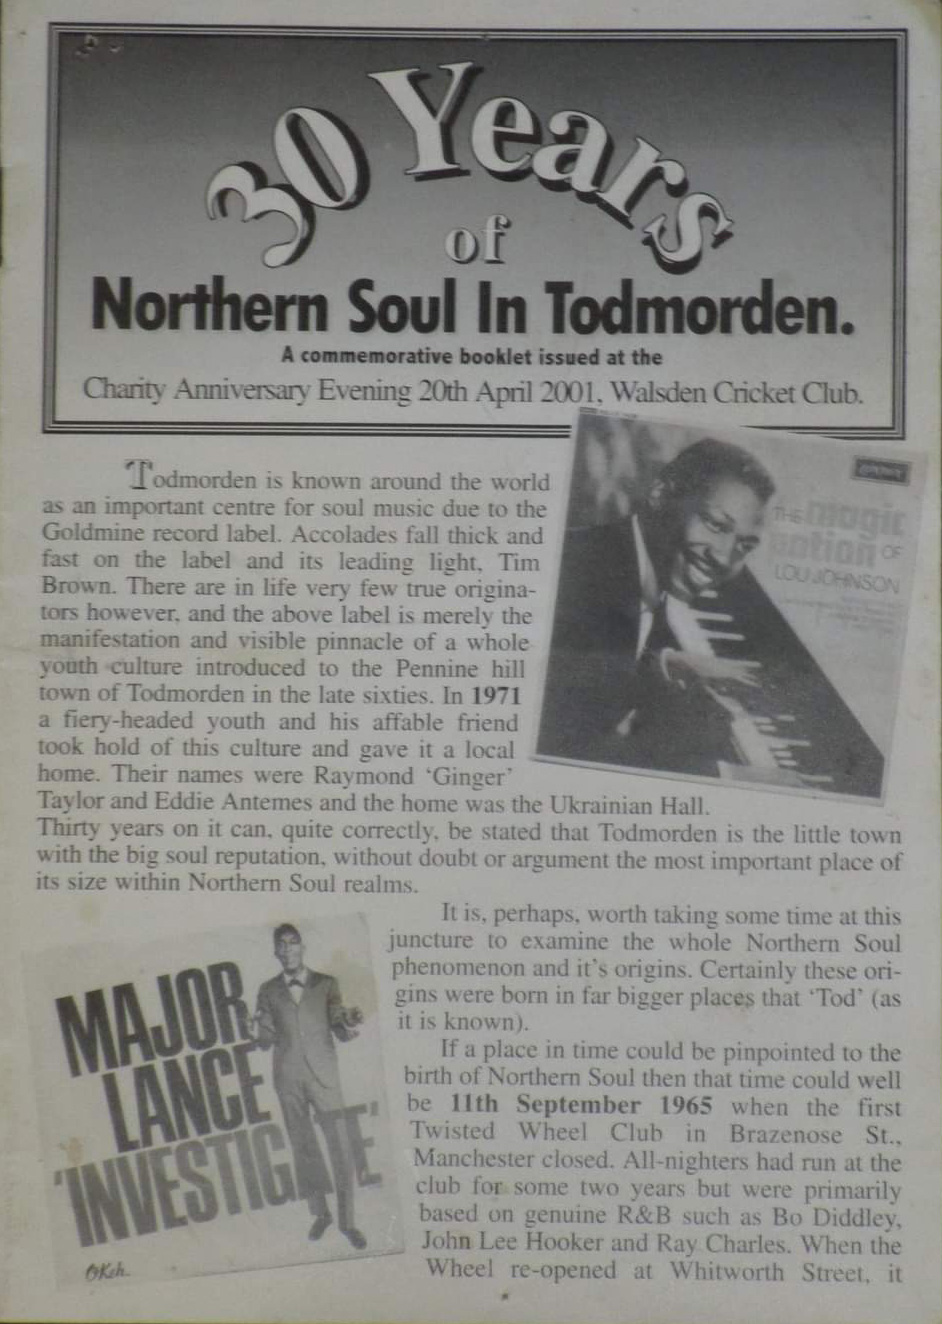 30 Years
of
Northern Soul In Todmorden.
A commemorative booklet issued at the
Charity Anniversary Evening 20th April 2001, Walsden Cricket Club.
THE magic
potion OF
LOU JOHNSON
Todmorden is known around the world
as an important centre for soul music due to the
Goldmine record label. Accolades fall thick and
fast on the label and its leading light, Tim
Brown. There are in life very few true origina-
tors however, and the above label is merely the
manifestation and visible pinnacle of a whole
youth culture introduced to the Pennine hill
town of Todmorden in the late sixties. In 1971
a fiery-headed youth and his affable friend
took hold of this culture and gave it a local
home. Their names were Raymond ‘Ginger’
Taylor and Eddie Antemes and the home was the Ukrainian Hall.
Thirty years on it can, quite correctly, be stated that Todmorden is the little town
with the big soul reputation, without doubt or argument the most important place of
its size within Northern Soul realms.
It is, perhaps, worth taking some time at this
juncture to examine the whole Northern Soul
phenomenon and it's origins. Certainly these ori-
gins were born in far bigger places that ‘Tod’ (as
it is known).
If a place in time could be pinpointed to the
birth of Northern Soul then that time could well
be 11th September 1965 when the first
Twisted Wheel Club in Brazenose St.,
Manchester closed. All-nighters had run at the
club for some two years but were primarily
based on genuine R&B such as Bo Diddley,
John Lee Hooker and Ray Charles. When the
Wheel re-opened at Whitworth Street, it
MAJOR
LANCE
'INVESTIGATE'
OKeh